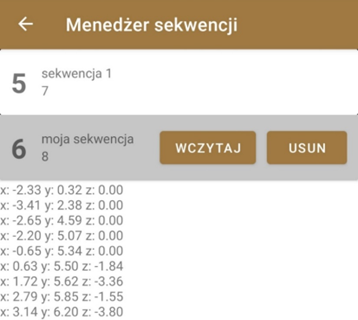 Menedżer sekwencji
5
sekwencja 1
7
6
moja sekwencja
8
WCZYTAJ
USUN
x: -2.33 y: 0.32 z: 0.00
x: -3.41 y: 2.38 z: 0.00
x: -2.65 y: 4.59 z: 0.00
x: -2.20 y: 5.07 z: 0.00
x: -0.65 y: 5.34 z: 0.00
x: 0.63 y: 5.50 z: -1.84
x: 1.72 y: 5.62 z: -3.36
x: 2.79 y: 5.85 z: -1.55
x: 3.14 y: 6.20 z: -3.80